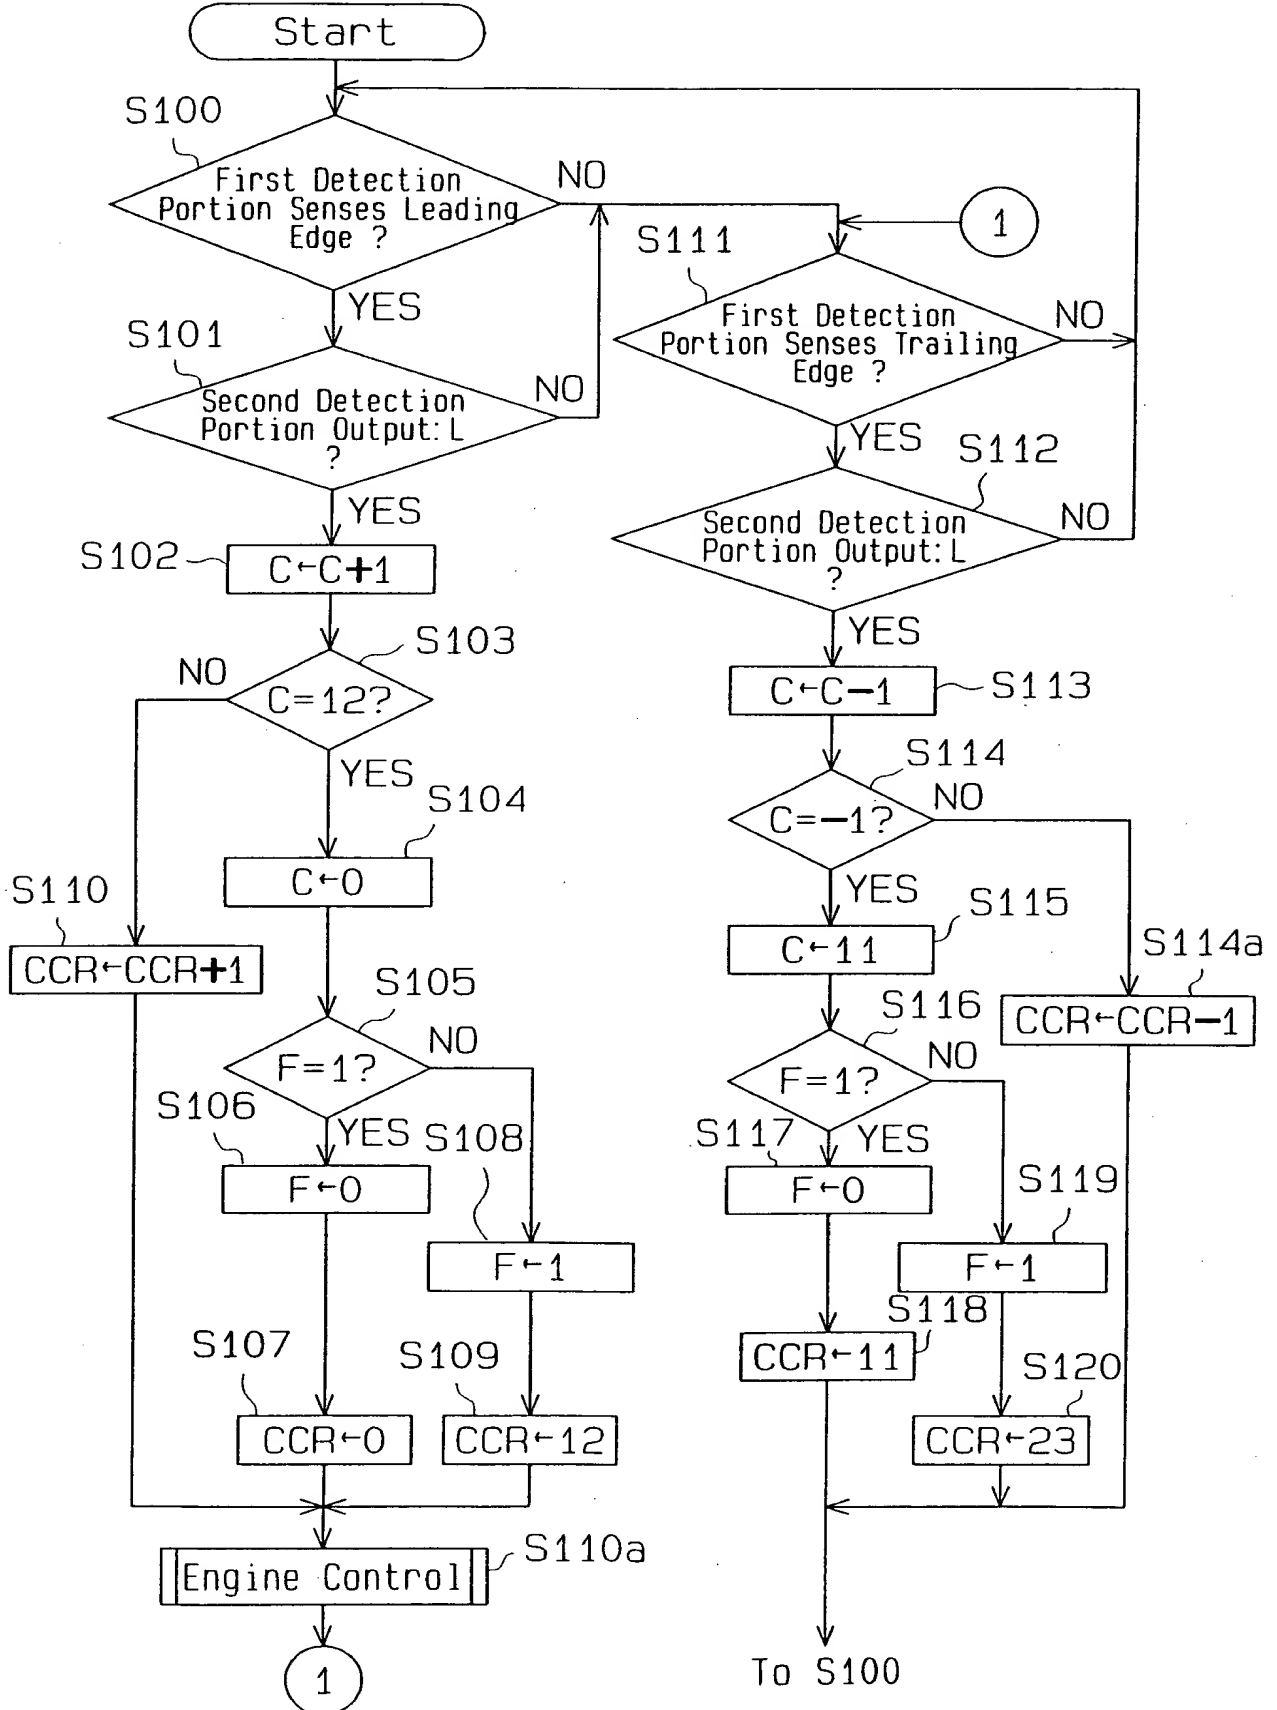 Start
S100
First Detection
Portion Senses Leading
Edge ?
NO
YES
S101
Second Detection
Portion Output: L
?
NO
YES
S102
C←C+1
S103
C=12?
NO
YES
S104
C←0
S110
CCR←CCR+1
S105
F=1?
NO
YES
S106
F←0
S108
F←1
S107
CCR←0
S109
CCR←12
Engine Control
S110a
1
1
S111
First Detection
Portion Senses Trailing
Edge ?
NO
YES
S112
Second Detection
Portion Output: L
?
NO
YES
C←C−1
S113
S114
C=−1?
NO
YES
S115
C←11
S114a
CCR←CCR−1
S116
F=1?
NO
YES
S117
F←0
S119
F←1
S118
CCR←11
S120
CCR←23
To S100